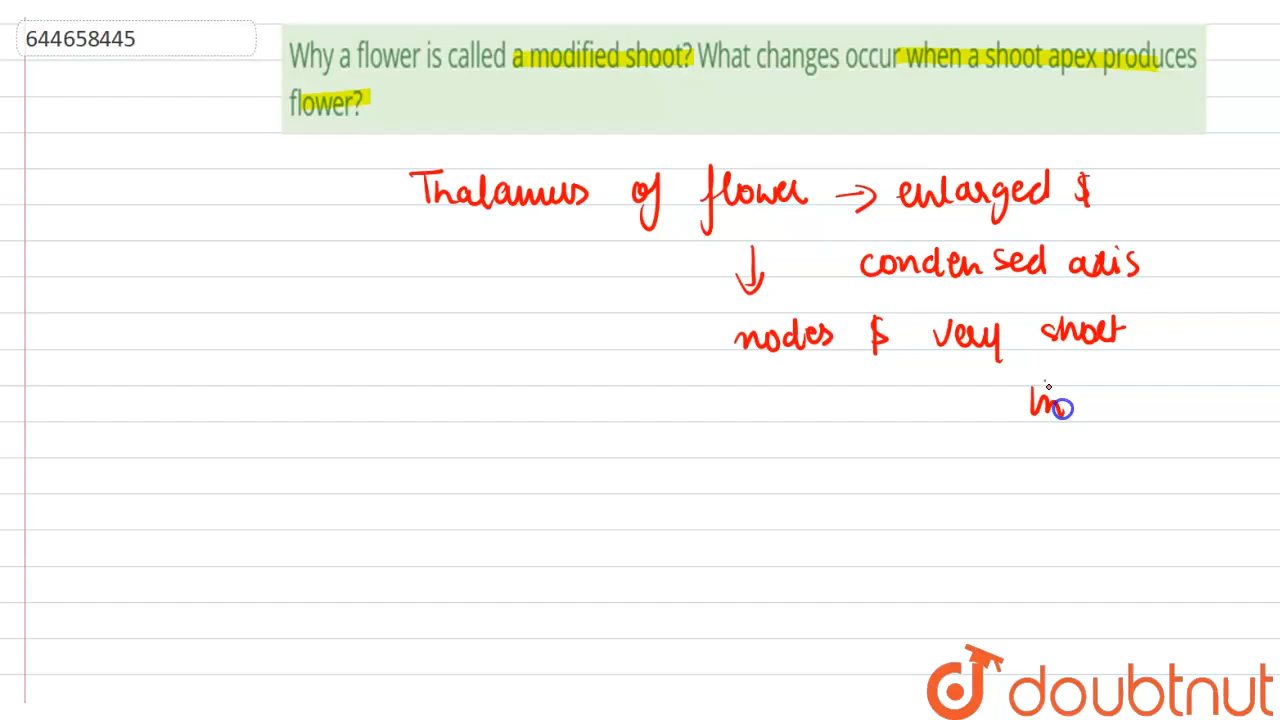 644658445
Why a flower is called a modified shoot? What changes occur when a shoot apex produces
flower?
Thalamus of flower → enlarged &
↓ condensed axis
nodes & very short
in
doubtnut